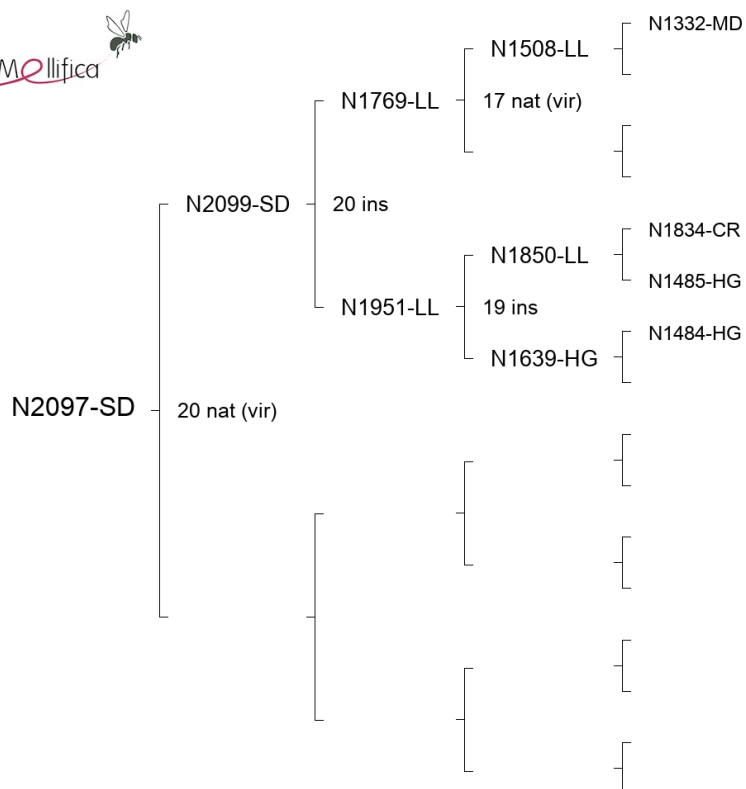 Mellifica
N1332-MD
N1508-LL
N1769-LL
17 nat (vir)
N2099-SD
20 ins
N1834-CR
N1850-LL
N1485-HG
N1951-LL
19 ins
N1484-HG
N1639-HG
N2097-SD
20 nat (vir)